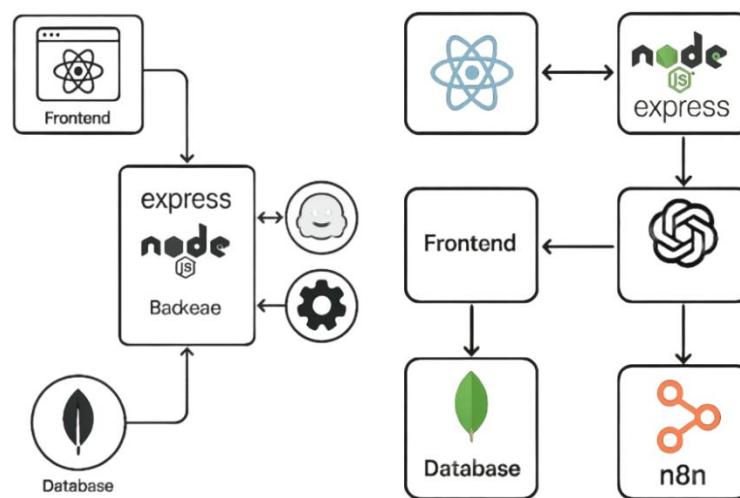 Frontend
express
node
JS
Backeae
Database
node
JS
express
Frontend
Database
n8n